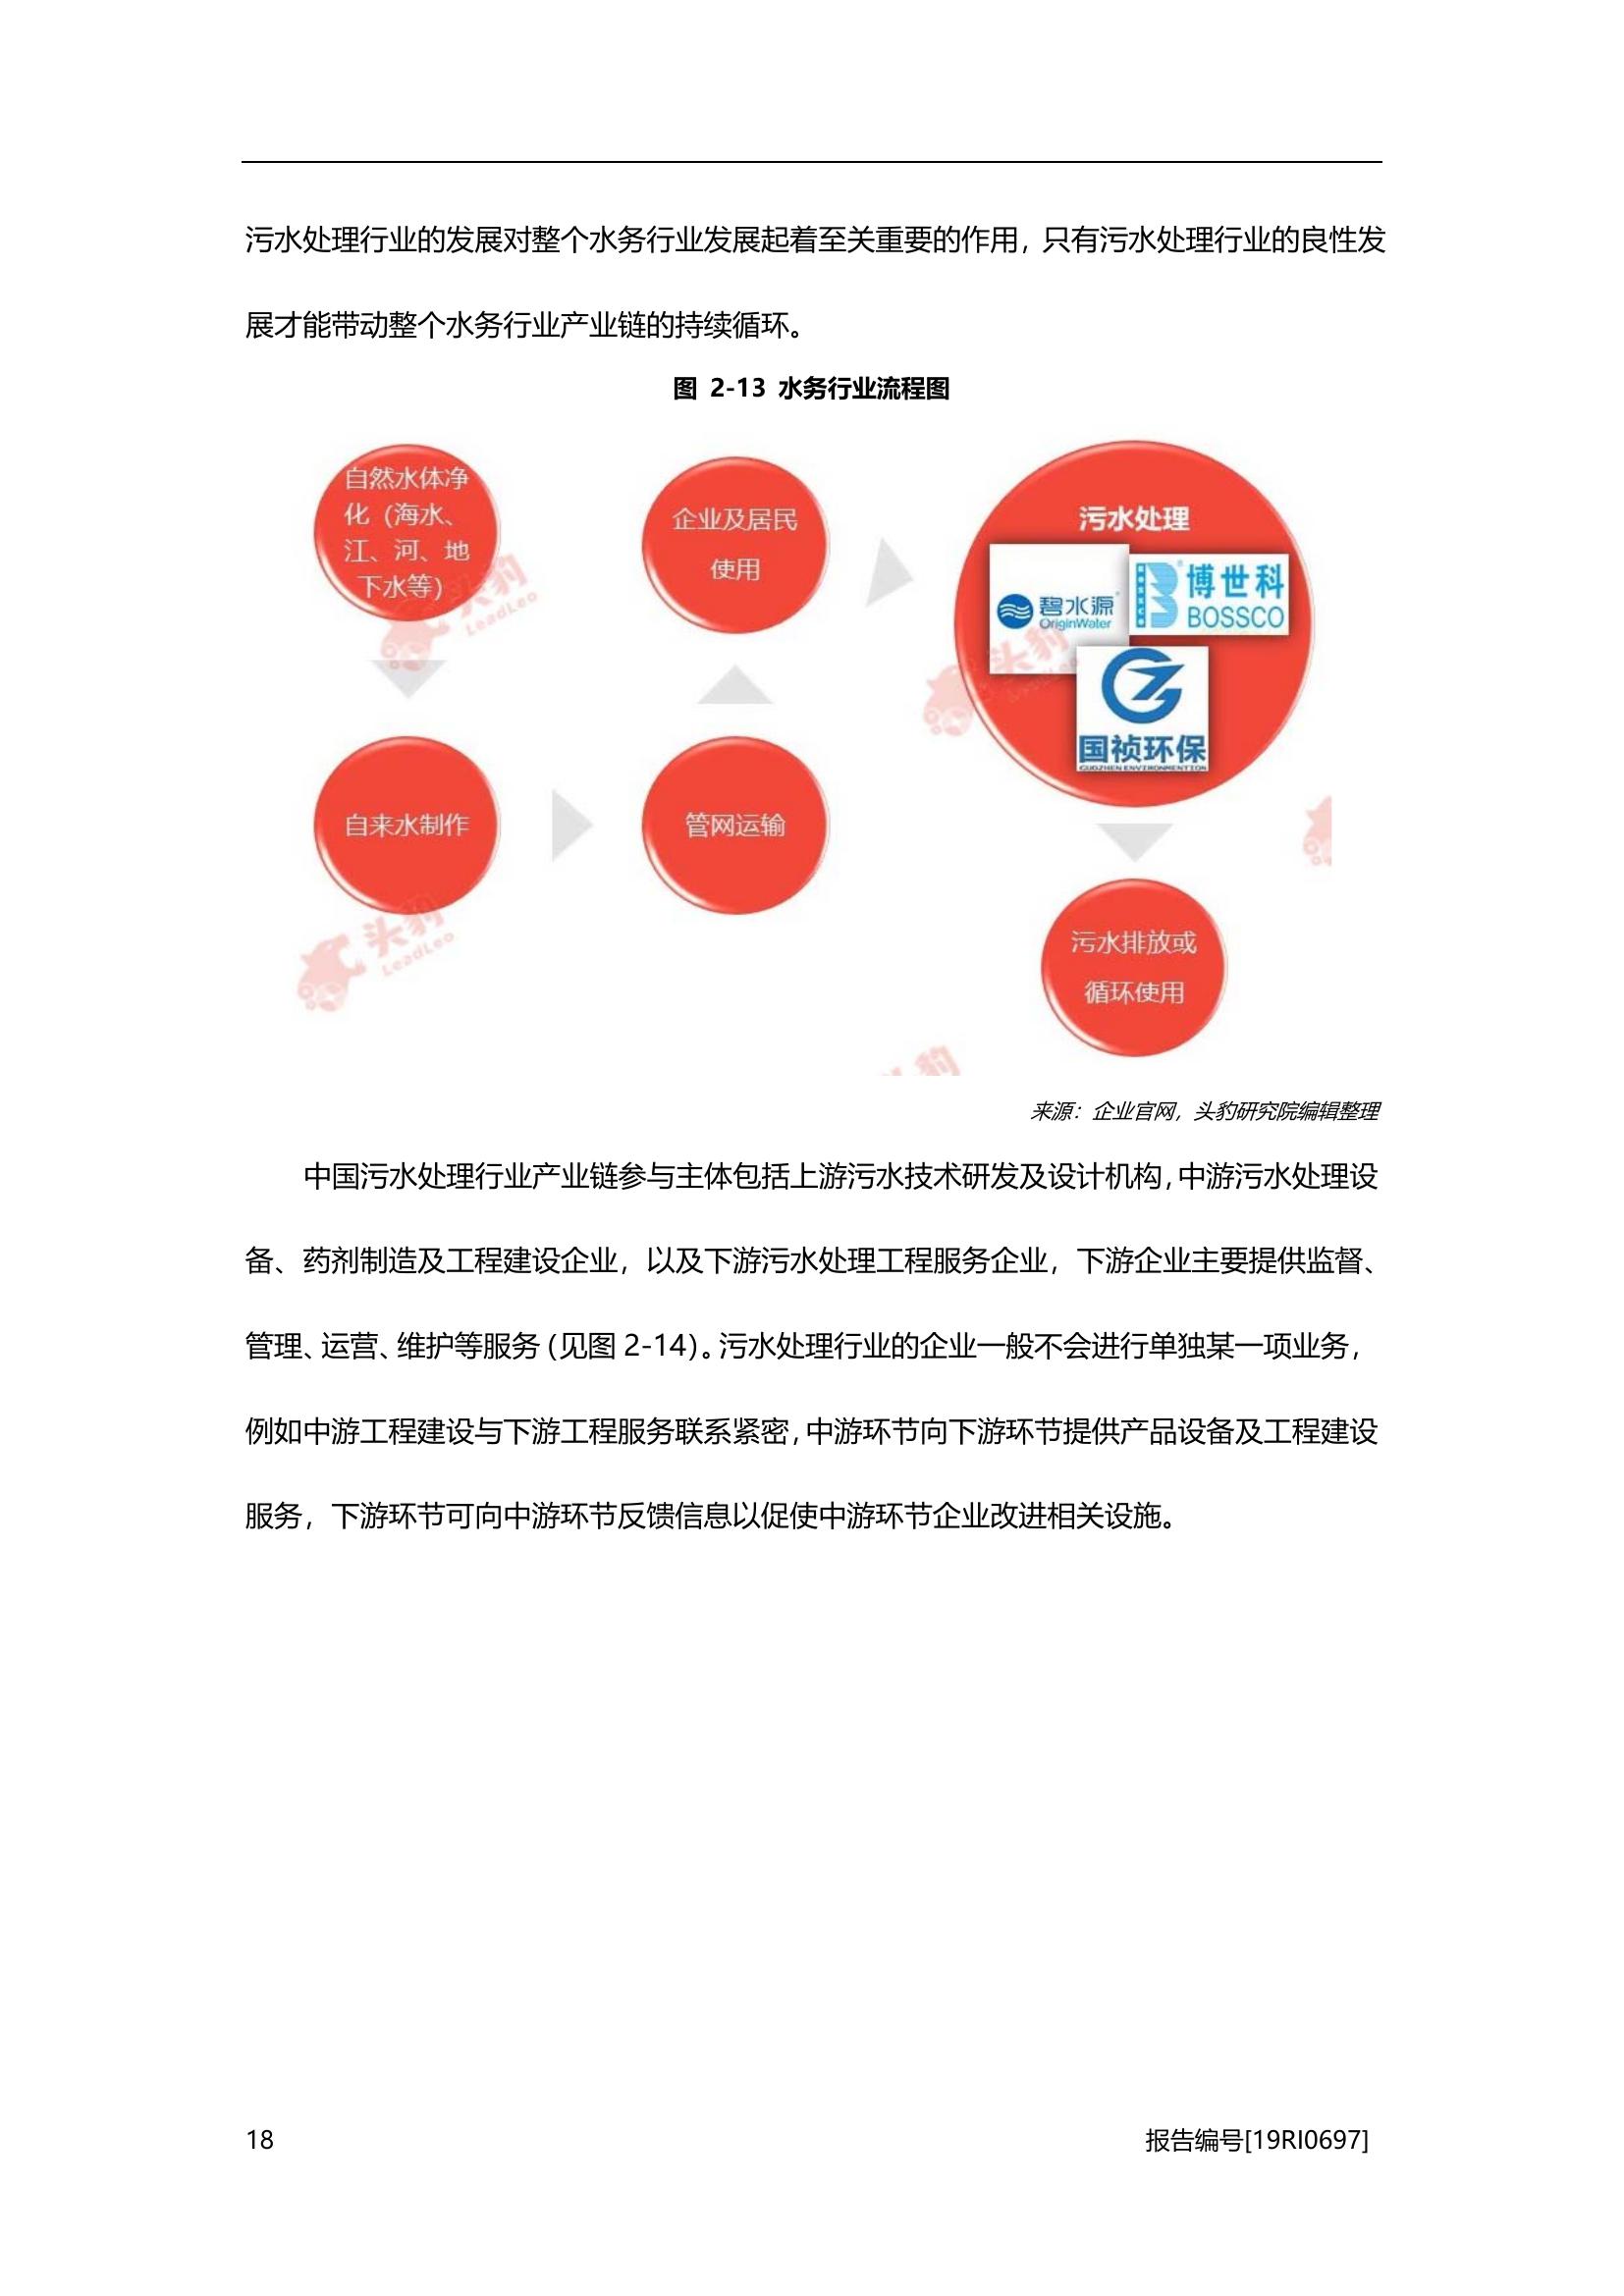 污水处理行业的发展对整个水务行业发展起着至关重要的作用，只有污水处理行业的良性发
展才能带动整个水务行业产业链的持续循环。
图 2-13 水务行业流程图
自然水体净
化（海水、
江、河、地
下水等）
企业及居民
使用
污水处理
碧水源
OriginWater
博世科
BOSSCO
国祯环保
GUOZHEN ENVIRONMENTION
自来水制作
管网运输
污水排放或
循环使用
头豹
LeadLeo
头豹
头豹
LeadLeo
来源：企业官网，头豹研究院编辑整理
中国污水处理行业产业链参与主体包括上游污水技术研发及设计机构，中游污水处理设
备、药剂制造及工程建设企业，以及下游污水处理工程服务企业，下游企业主要提供监督、
管理、运营、维护等服务（见图 2-14）。污水处理行业的企业一般不会进行单独某一项业务，
例如中游工程建设与下游工程服务联系紧密，中游环节向下游环节提供产品设备及工程建设
服务，下游环节可向中游环节反馈信息以促使中游环节企业改进相关设施。
18
报告编号[19RI0697]